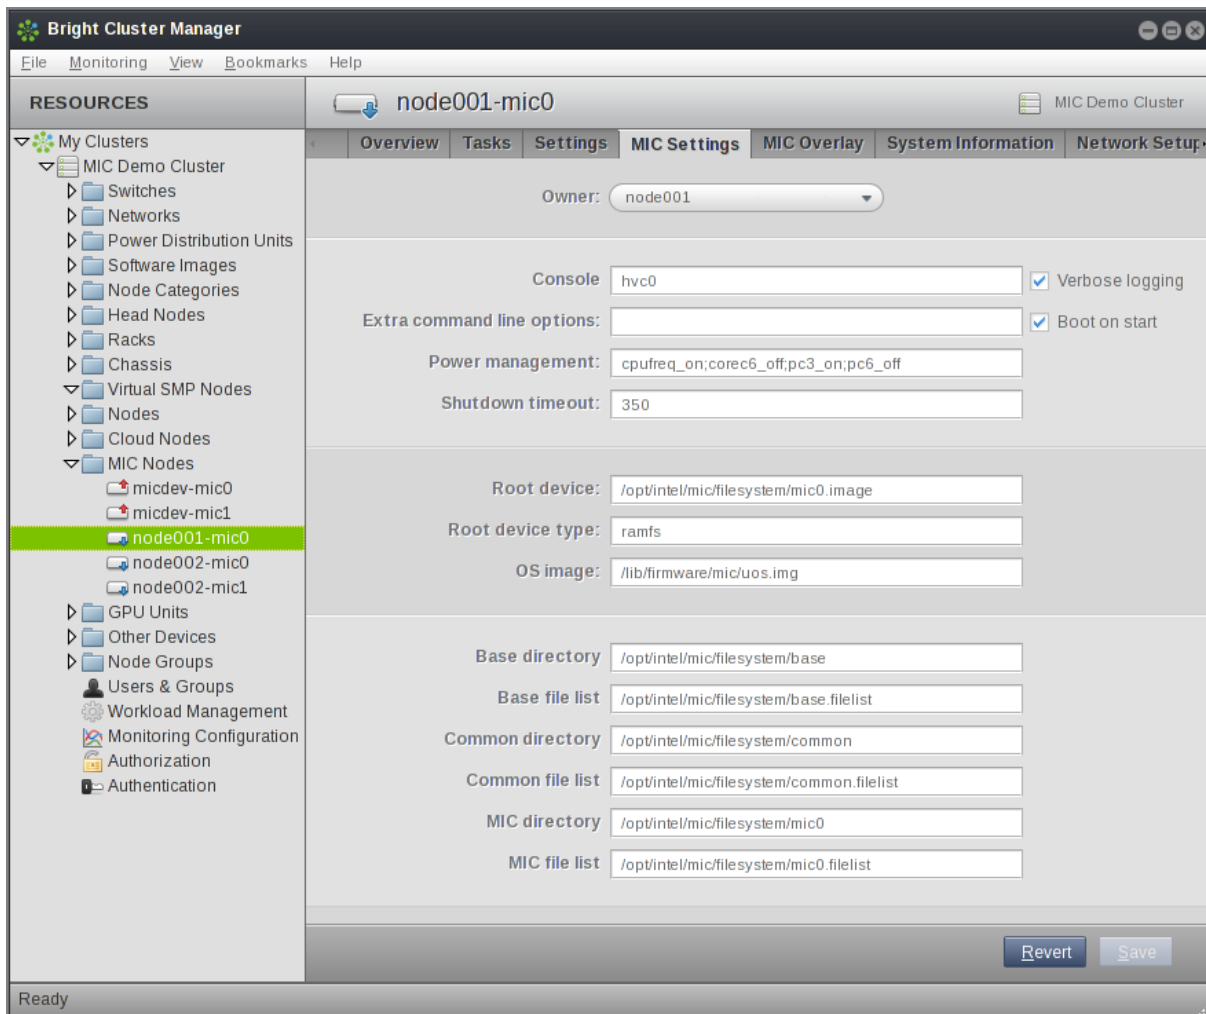 Bright Cluster Manager
File Monitoring View Bookmarks Help
RESOURCES
My Clusters
MIC Demo Cluster
Switches
Networks
Power Distribution Units
Software Images
Node Categories
Head Nodes
Racks
Chassis
Virtual SMP Nodes
Nodes
Cloud Nodes
MIC Nodes
micdev-mic0
micdev-mic1
node001-mic0
node002-mic0
node002-mic1
GPU Units
Other Devices
Node Groups
Users & Groups
Workload Management
Monitoring Configuration
Authorization
Authentication
node001-mic0 MIC Demo Cluster
Overview Tasks Settings MIC Settings MIC Overlay System Information Network Setup
Owner: node001
Console hvc0 Verbose logging
Extra command line options: Boot on start
Power management: cpufreq_on;corec6_off;pc3_on;pc6_off
Shutdown timeout: 350
Root device: /opt/intel/mic/filesystem/mic0.image
Root device type: ramfs
OS image: /lib/firmware/mic/uos.img
Base directory /opt/intel/mic/filesystem/base
Base file list /opt/intel/mic/filesystem/base.filelist
Common directory /opt/intel/mic/filesystem/common
Common file list /opt/intel/mic/filesystem/common.filelist
MIC directory /opt/intel/mic/filesystem/mic0
MIC file list /opt/intel/mic/filesystem/mic0.filelist
Revert Save
Ready